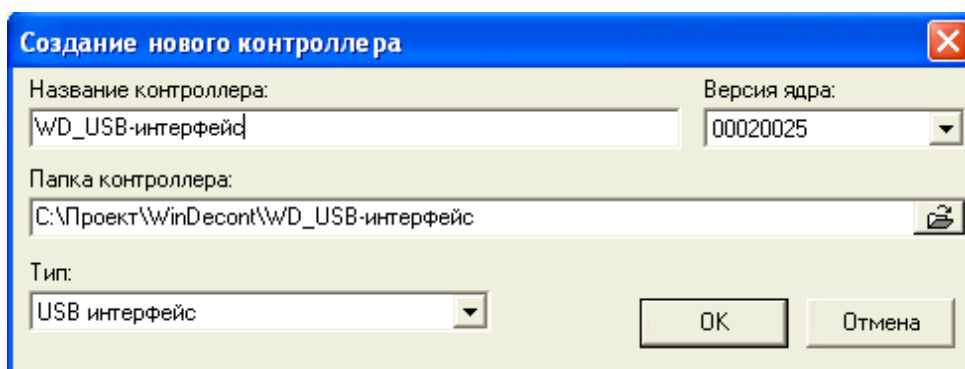 Создание нового контроллера
Название контроллера: Версия ядра:
WD_USB-интерфейс 00020025
Папка контроллера:
C:\Проект\WinDecont\WD_USB-интерфейс
Тип:
USB интерфейс
OK Отмена